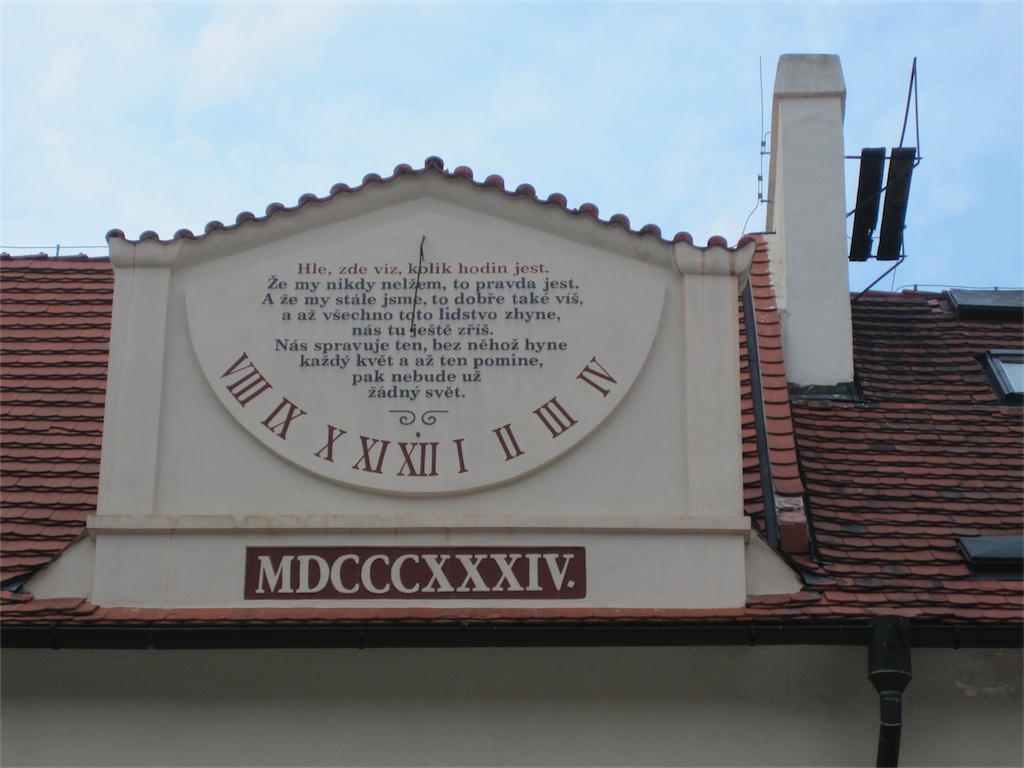 Hle, zde viz, kolik hodin jest.
Že my nikdy nelžem, to pravda jest.
A že my stále jsme, to dobře také víš,
a až všechno toto lidstvo zhyne,
nás tu ještě zříš.
Nás spravuje ten, bez něhož hyne
každý květ a až ten pomine,
pak nebude už
žádný svět.
VIII IX X XI XII I II III IV
MDCCCXXXIV.